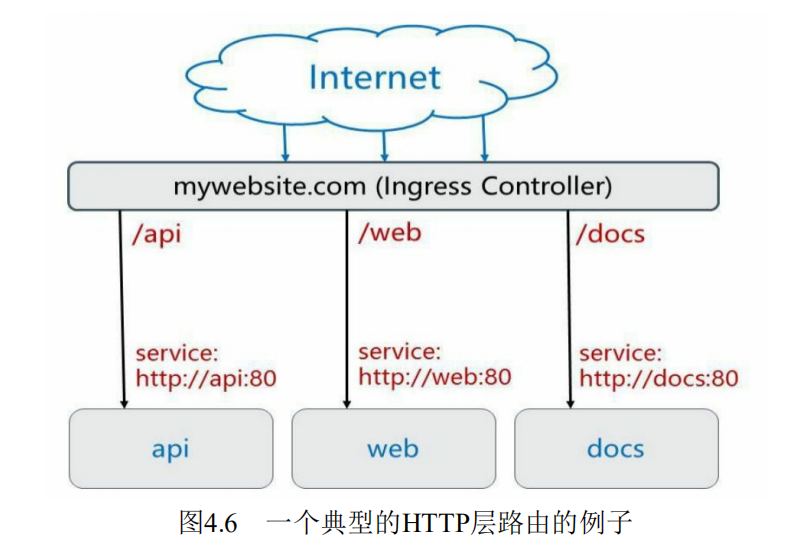 Internet
mywebsite.com (Ingress Controller)
/api
/web
/docs
service:
http://api:80
service:
http://web:80
service:
http://docs:80
api
web
docs
图4.6 一个典型的HTTP层路由的例子